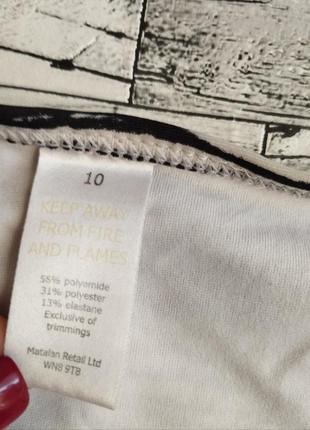 10
KEEP AWAY
FROM FIRE
AND FLAMES
56% polyamide
31% polyester
13% elastane
Exclusive of
trimmings
Matalan Retail Ltd
WN8 9TB